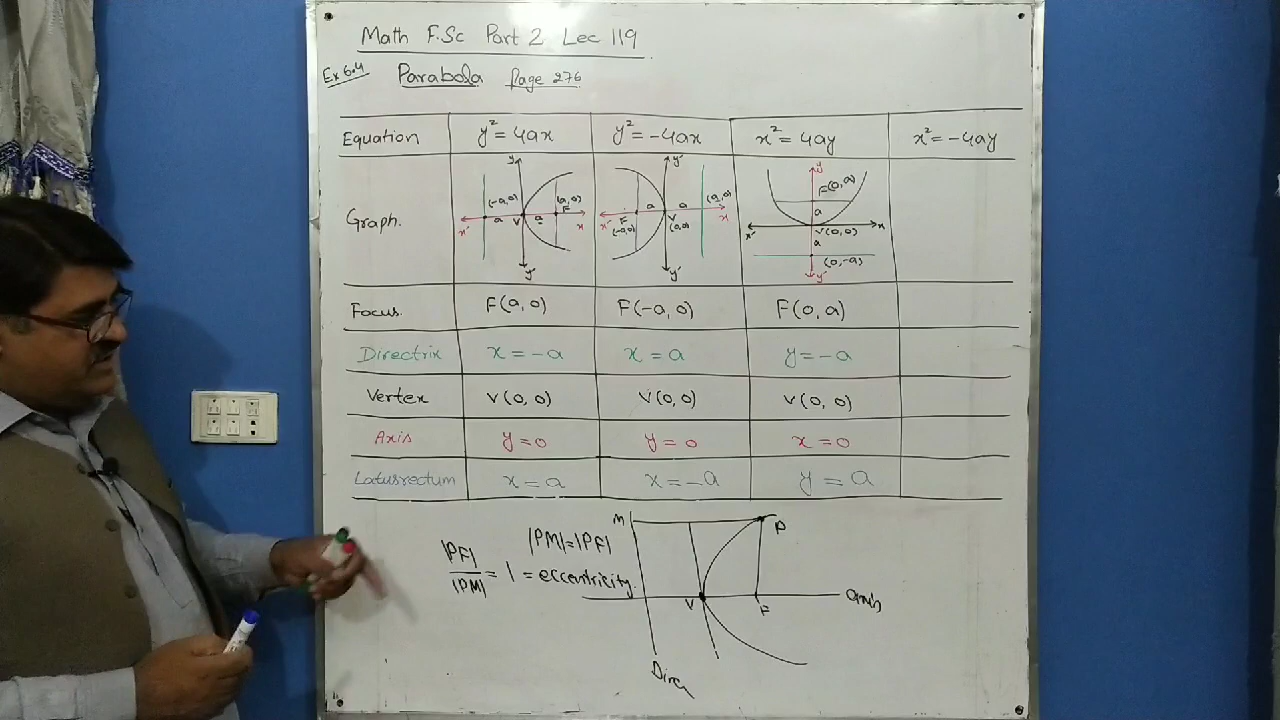 Math F.Sc Part 2 Lec 119
Ex 6.4 Parabola Page 276
Equation y² = 4ax y² = -4ax x² = 4ay x² = -4ay
Graph.
y (-a,0) (a,0) F a V a x' x y'
y' a a (a,0) x' F (-a,0) V (0,0) x y'
y F(0,a) a V(0,0) x' x a (0,-a) y'
Focus. F(a,0) F(-a,0) F(0,a)
Directrix x = -a x = a y = -a
Vertex V(0,0) V(0,0) V(0,0)
Axis y = 0 y = 0 x = 0
Latusrectum x = a x = -a y = a
|PM| = |PF|
|PF|/|PM| = 1 = eccentricity.
M P
V F axis
Direc